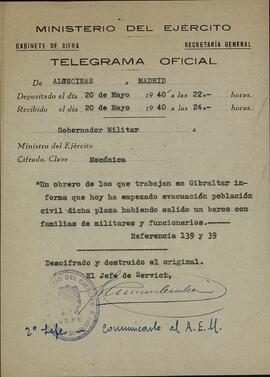 MINISTERIO DEL EJÉRCITO
GABINETE DE CIFRA SECRETARÍA GENERAL
TELEGRAMA OFICIAL
De ALGECIRAS a MADRID
Depositado el día 20 de Mayo 1940 a las 22.- horas.
Recibido el día 20 de Mayo 1940 a las 24.- horas.
Gobernador Militar a
Ministro del Ejército
Cifrado. Clave Mecánica
"Un obrero de los que trabajan en Gibraltar in-
forma que hoy ha empezado evacuación población
civil dicha plaza habiendo salido un barco con
familias de militares y funcionarios.-
Referencia 139 y 39
Descifrado y destruido el original.
El Jefe de Servicio,
2º Jefe - Comunicarlo al A.E.M.